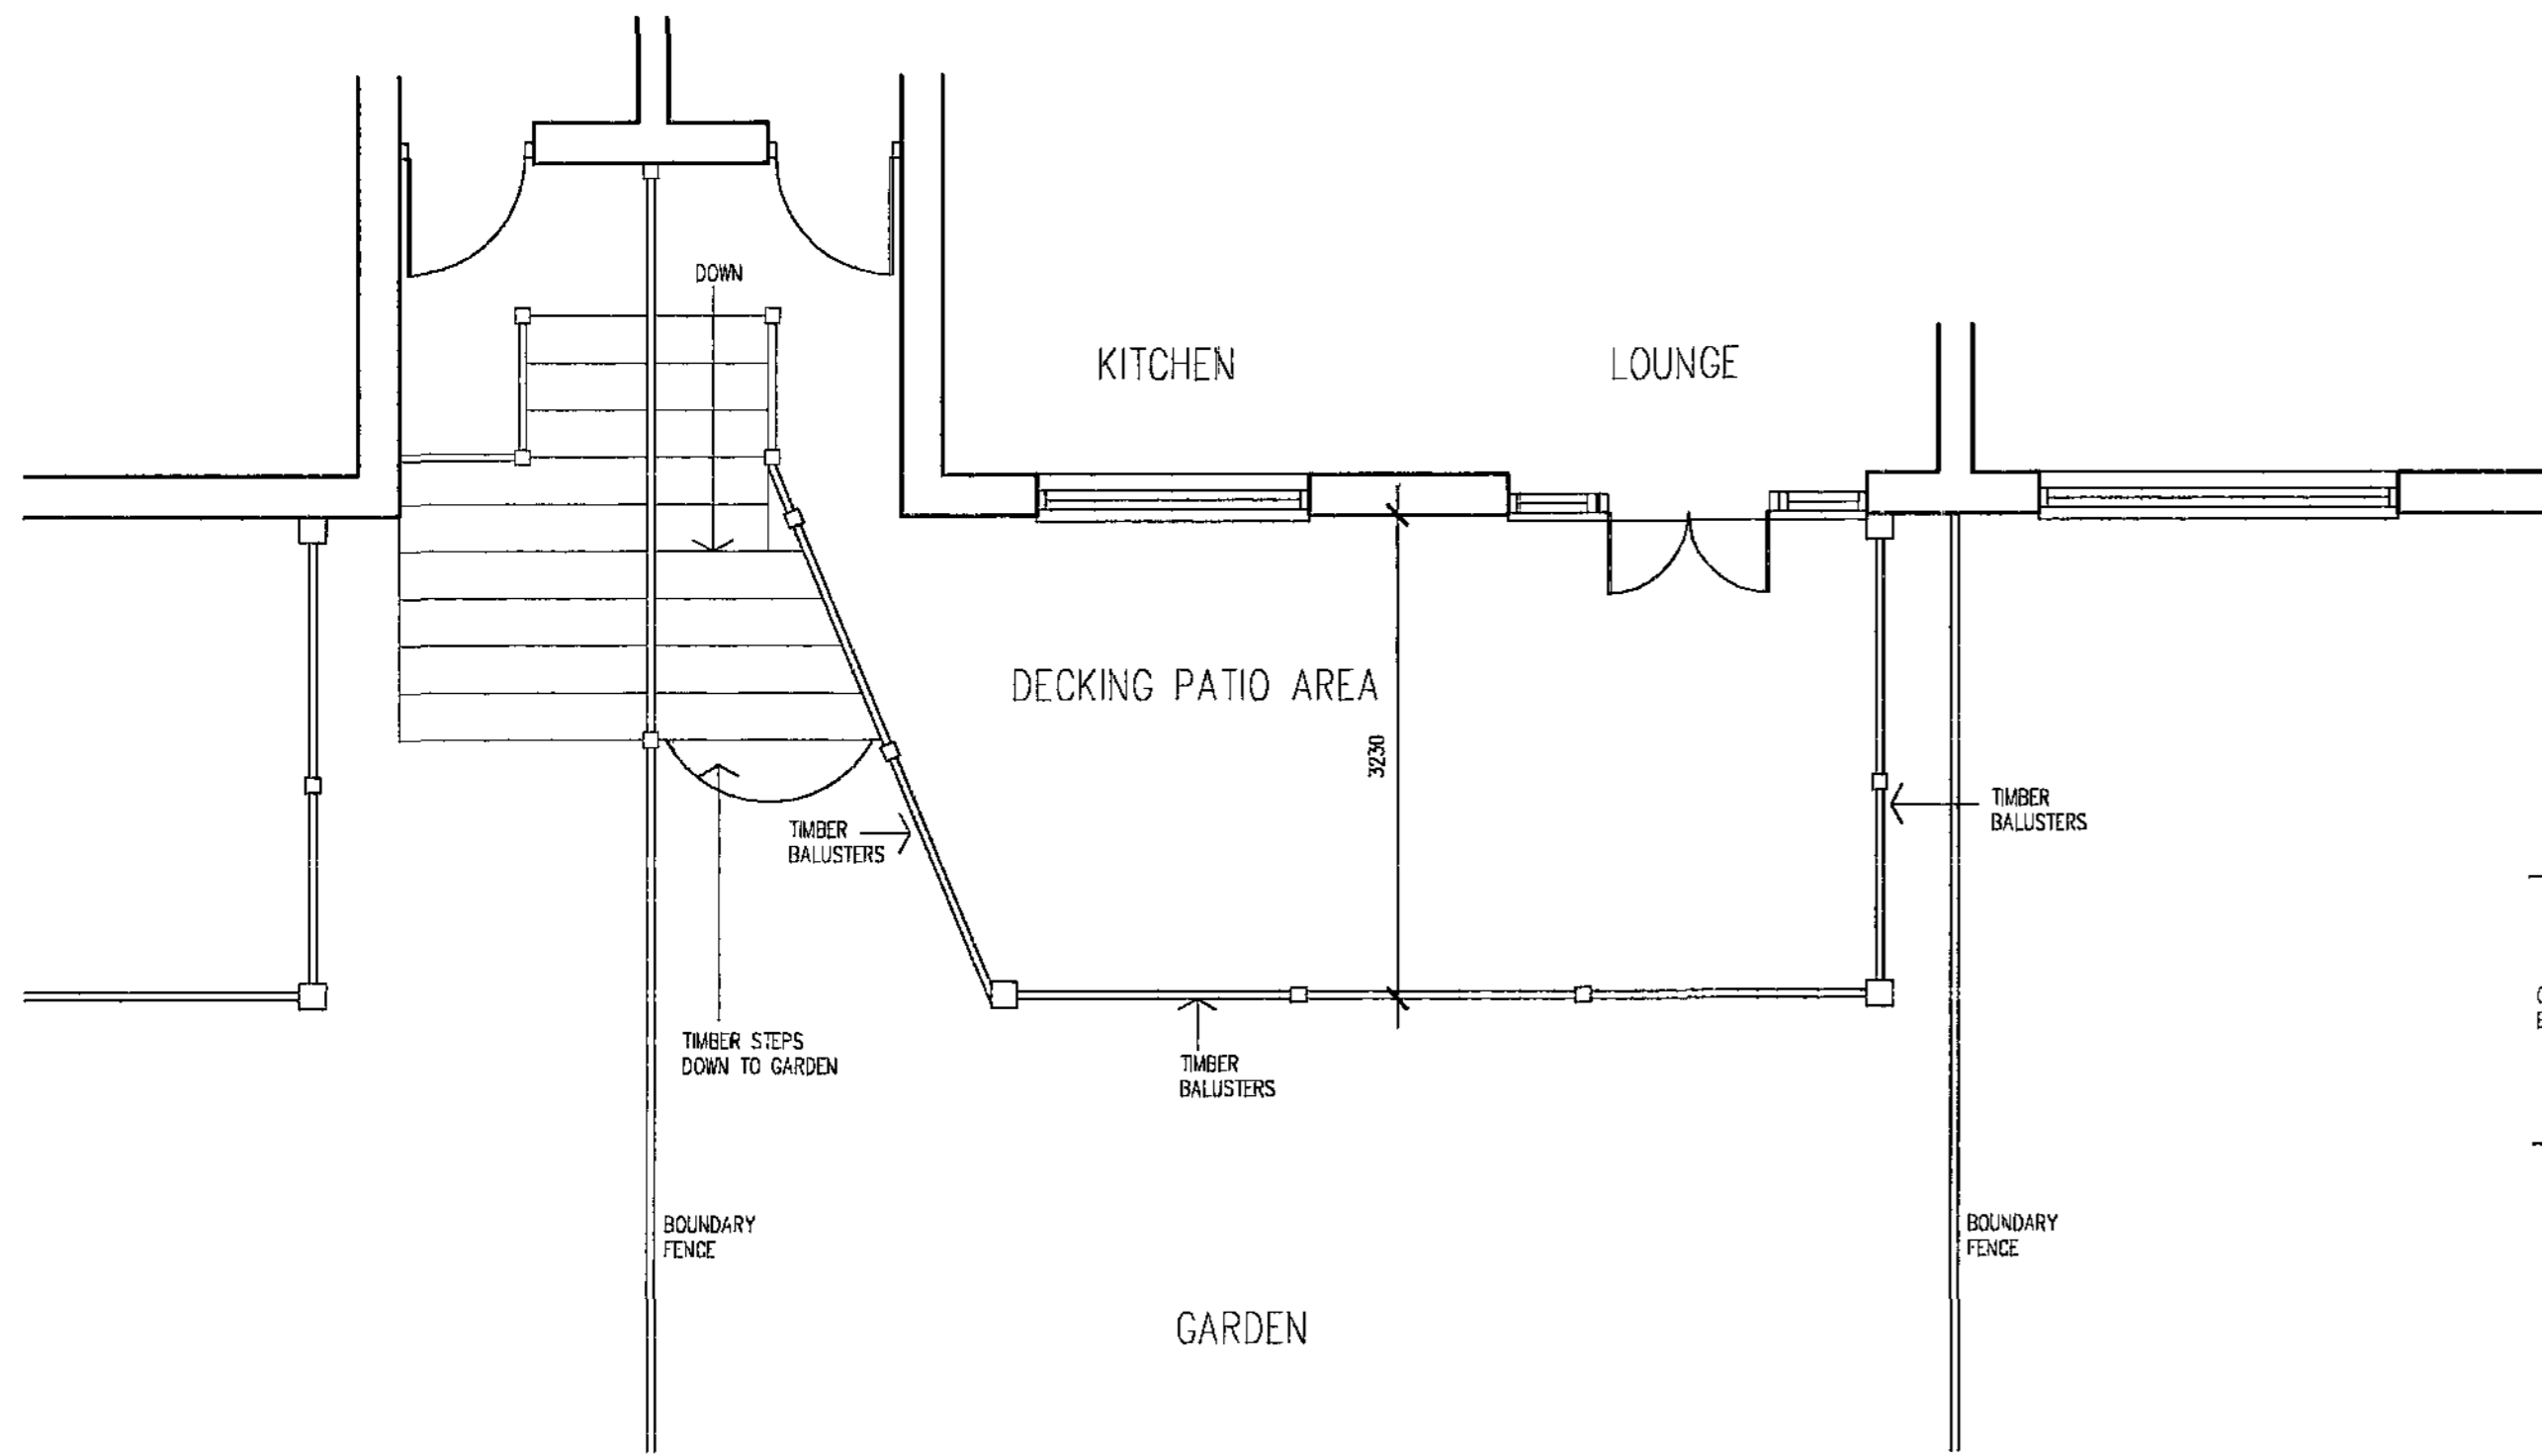 DOWN
KITCHEN
LOUNGE
DECKING PATIO AREA
3230
TIMBER
BALUSTERS
TIMBER
BALUSTERS
TIMBER STEPS
DOWN TO GARDEN
TIMBER
BALUSTERS
BOUNDARY
FENCE
BOUNDARY
FENCE
GARDEN